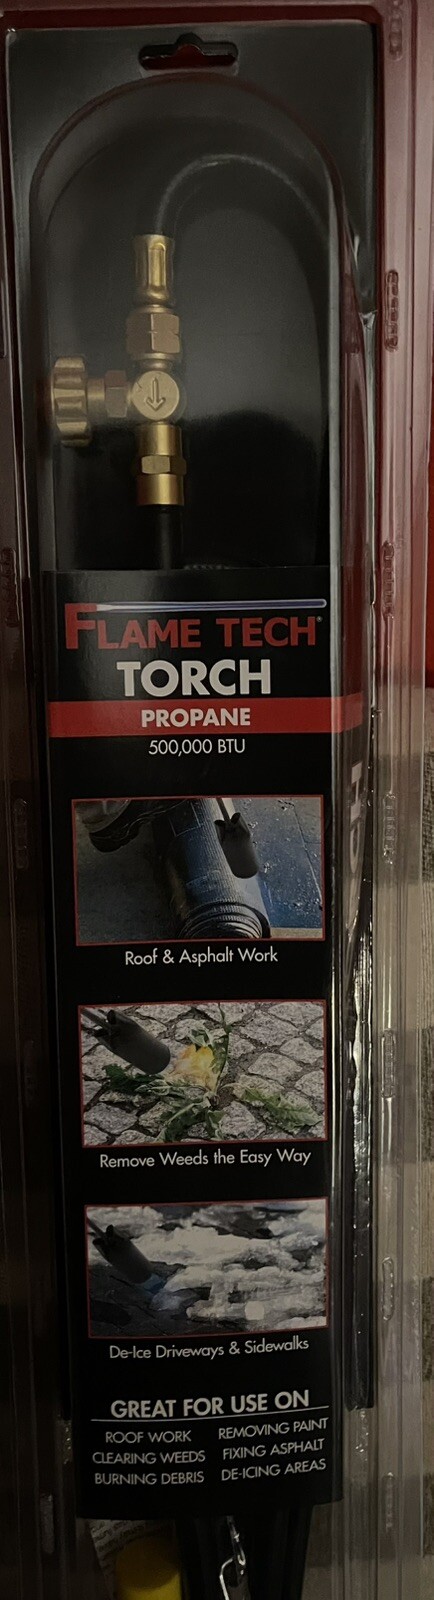 FLAME TECH®
TORCH
PROPANE
500,000 BTU
Roof & Asphalt Work
Remove Weeds the Easy Way
De-Ice Driveways & Sidewalks
GREAT FOR USE ON
ROOF WORK REMOVING PAINT
CLEARING WEEDS FIXING ASPHALT
BURNING DEBRIS DE-ICING AREAS